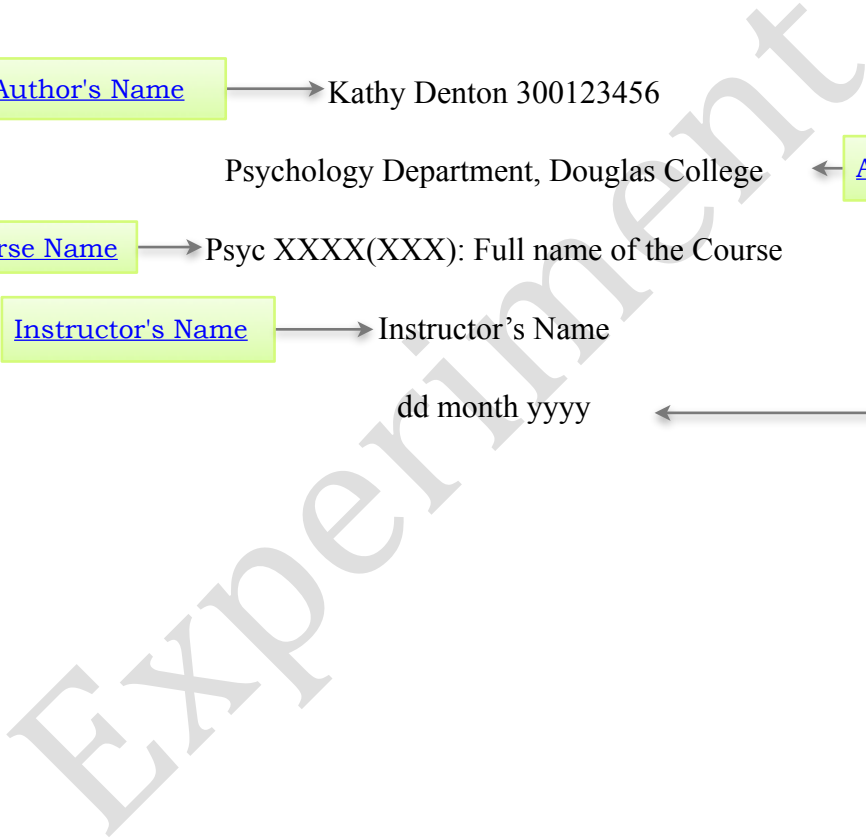 Author's Name Kathy Denton 300123456
Psychology Department, Douglas College
Name Psyc XXXX(XXX): Full name of the Course
Instructor's Name Instructor’s Name
dd month yyyy
Experiment